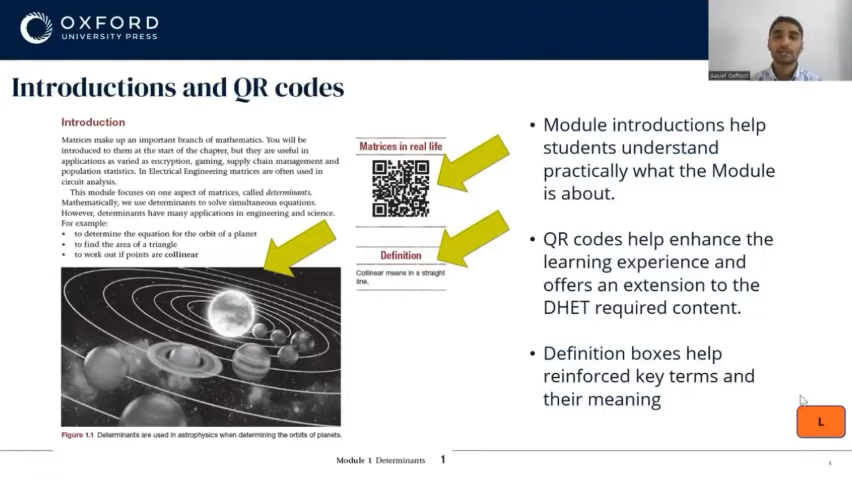 OXFORD
UNIVERSITY PRESS
Aasief Gaffoor
Introductions and QR codes
Introduction
Matrices make up an important branch of mathematics. You will be
introduced to them at the start of the chapter, but they are useful in
applications as varied as encryption, gaming, supply chain management and
population statistics. In Electrical Engineering matrices are often used in
circuit analysis.
This module focuses on one aspect of matrices, called determinants.
Mathematically, we use determinants to solve simultaneous equations.
However, determinants have many applications in engineering and science.
For example:
• to determine the equation for the orbit of a planet
• to find the area of a triangle
• to work out if points are collinear
Figure 1.1 Determinants are used in astrophysics when determining the orbits of planets.
Matrices in real life
Definition
Collinear means in a straight
line.
Module 1 Determinants 1
• Module introductions help
students understand
practically what the Module
is about.
• QR codes help enhance the
learning experience and
offers an extension to the
DHET required content.
• Definition boxes help
reinforced key terms and
their meaning
L